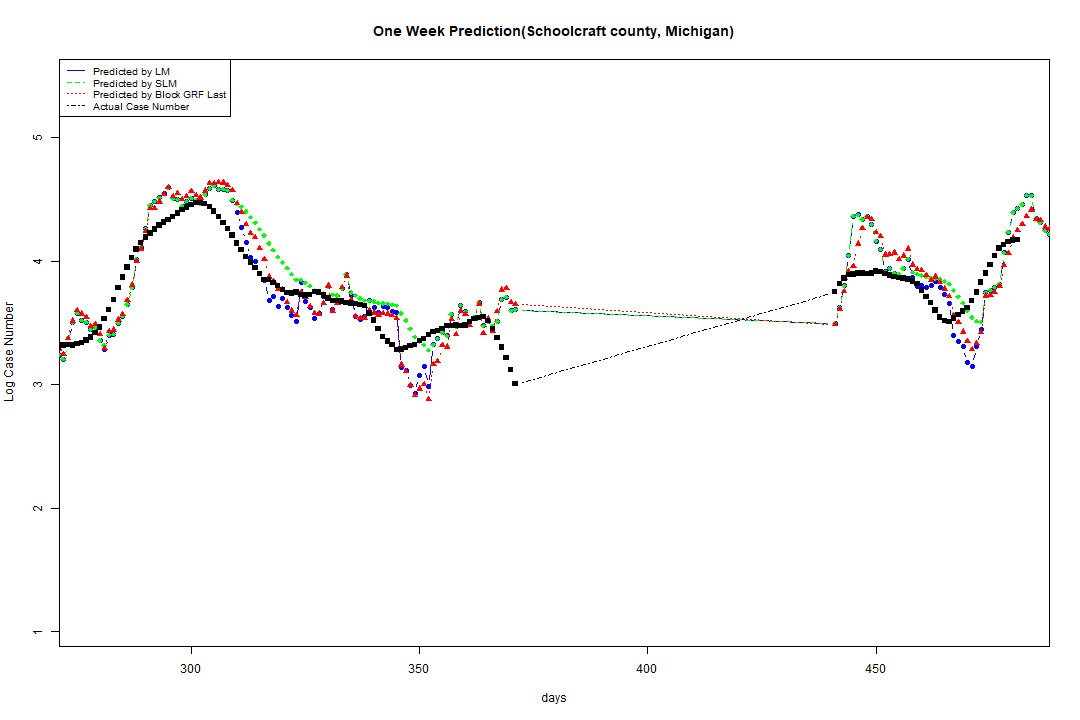 One Week Prediction(Schoolcraft county, Michigan)
Predicted by LM
Predicted by SLM
Predicted by Block GRF Last
Actual Case Number
5
4
3
2
1
Log Case Number
300 350 400 450
days